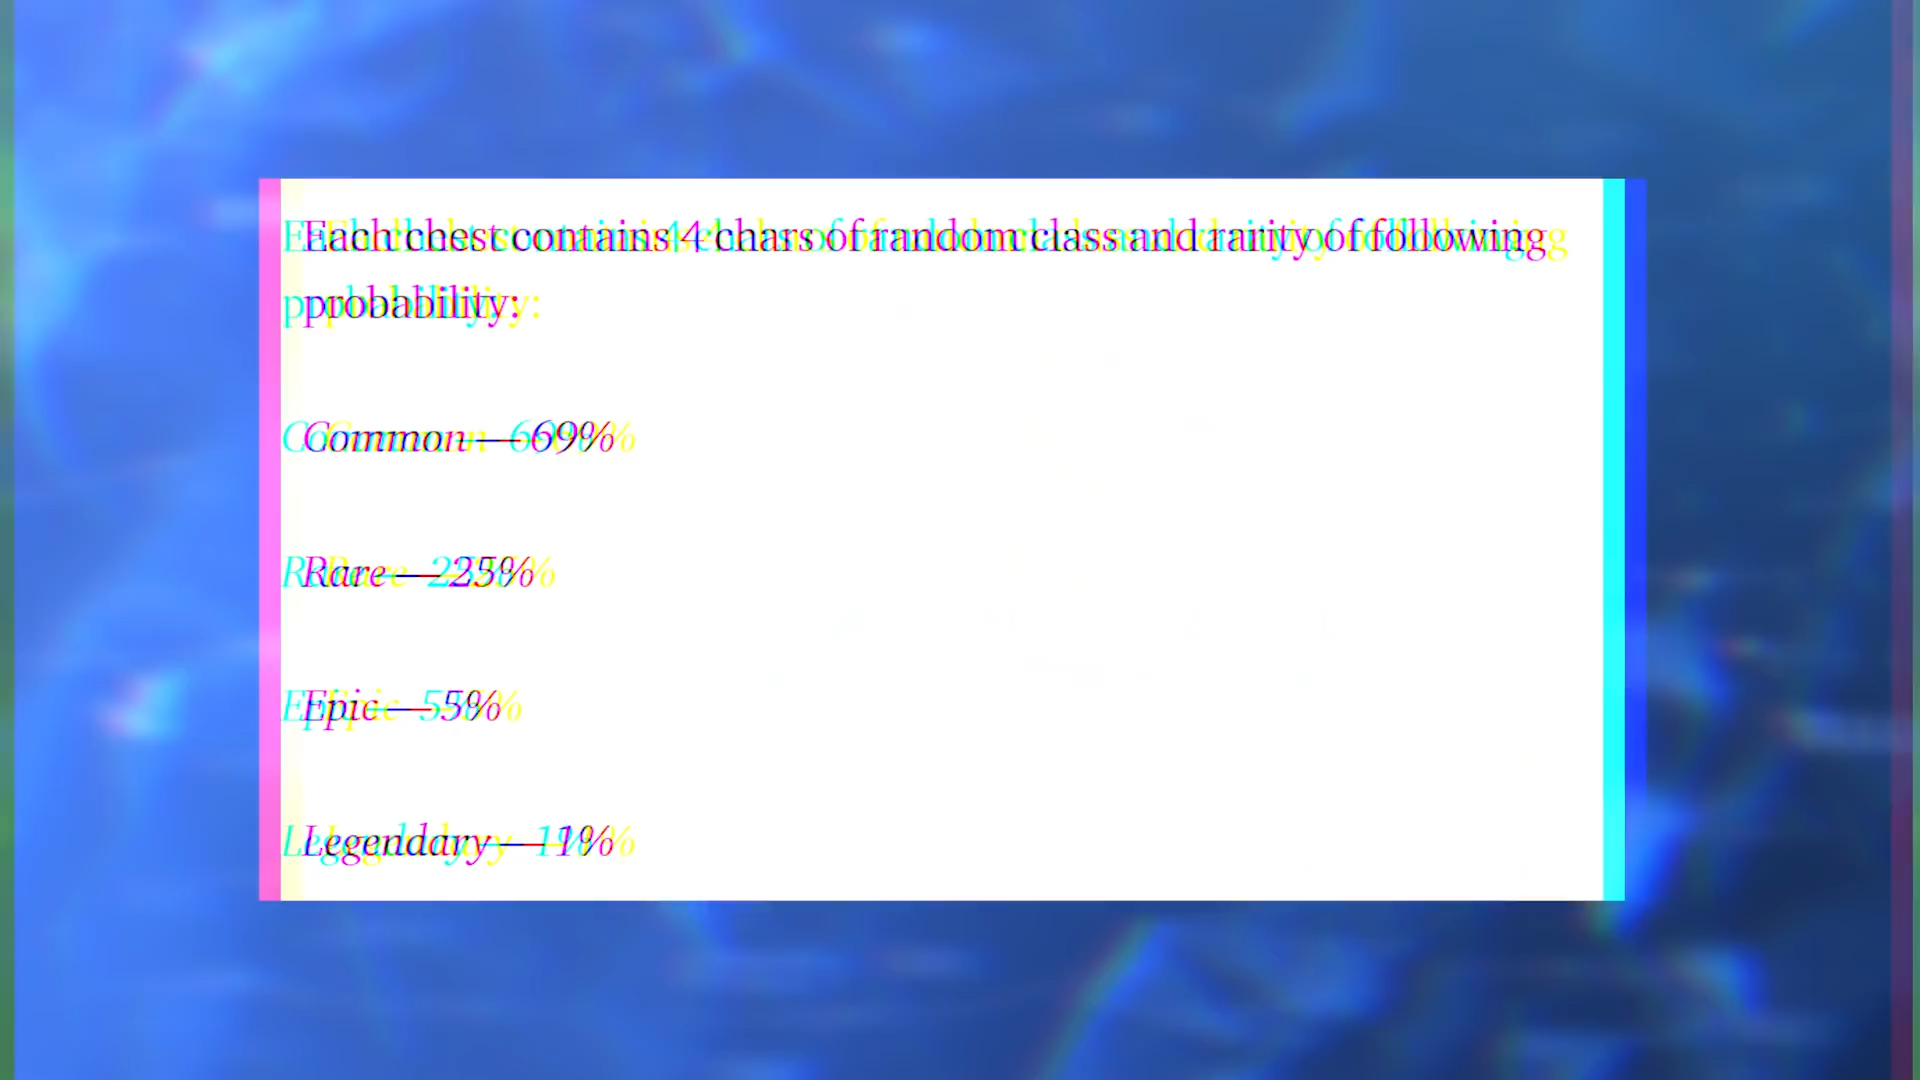 Each chest contains 4 chars of random class and rarity of following
probability:
Common — 69%
Rare — 25%
Epic — 5%
Legendary — 1%